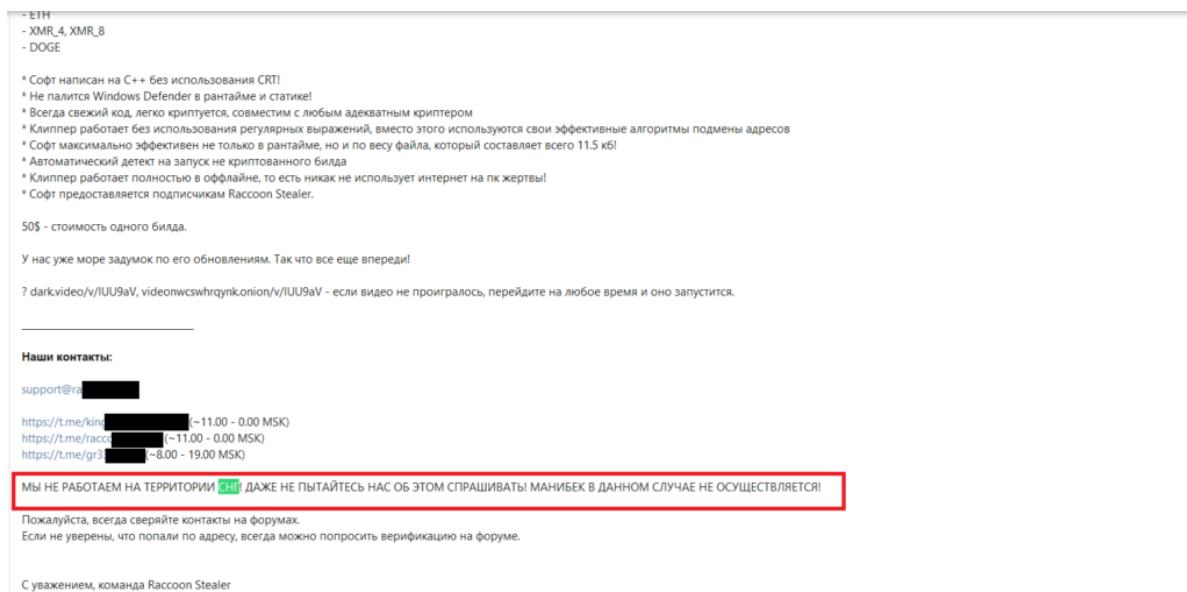 - ETH
- XMR_4, XMR_8
- DOGE
* Софт написан на C++ без использования CRT!
* Не палится Windows Defender в рантайме и статике!
* Всегда свежий код, легко криптуется, совместим с любым адекватным криптером
* Клиппер работает без использования регулярных выражений, вместо этого используются свои эффективные алгоритмы подмены адресов
* Софт максимально эффективен не только в рантайме, но и по весу файла, который составляет всего 11.5 кб!
* Автоматический детект на запуск не криптованного билда
* Клиппер работает полностью в оффлайне, то есть никак не использует интернет на пк жертвы!
* Софт предоставляется подписчикам Raccoon Stealer.
50$ - стоимость одного билда.
У нас уже море задумок по его обновлениям. Так что все еще впереди!
? dark.video/v/IUU9aV, videonwcswhrqynk.onion/v/IUU9aV - если видео не проигралось, перейдите на любое время и оно запустится.
Наши контакты:
support@ra
https://t.me/king (~11.00 - 0.00 MSK)
https://t.me/racco (~11.00 - 0.00 MSK)
https://t.me/gr33 (~8.00 - 19.00 MSK)
МЫ НЕ РАБОТАЕМ НА ТЕРРИТОРИИ СНГ! ДАЖЕ НЕ ПЫТАЙТЕСЬ НАС ОБ ЭТОМ СПРАШИВАТЬ! МАНИБЕК В ДАННОМ СЛУЧАЕ НЕ ОСУЩЕСТВЛЯЕТСЯ!
Пожалуйста, всегда сверяйте контакты на форумах.
Если не уверены, что попали по адресу, всегда можно попросить верификацию на форуме.
С уважением, команда Raccoon Stealer